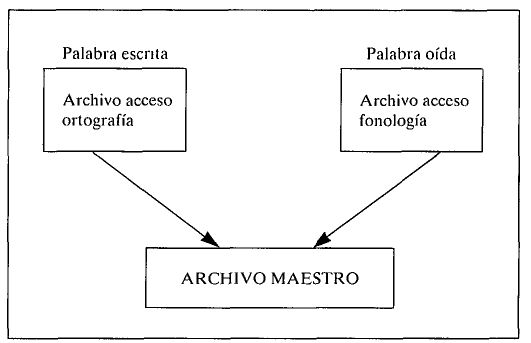 Palabra escrita
Palabra oída
Archivo acceso
ortografía
Archivo acceso
fonología
ARCHIVO MAESTRO